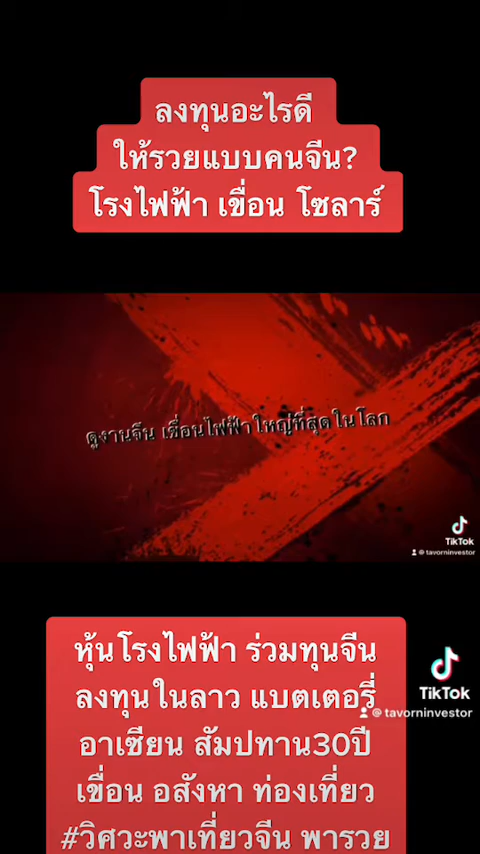 ลงทุนอะไรดี
ให้รวยแบบคนจีน?
โรงไฟฟ้า เขื่อน โซลาร์
ดูงานจีน เขื่อนไฟฟ้าใหญ่ที่สุดในโลก
TikTok
@tavorninvestor
หุ้นโรงไฟฟ้า ร่วมทุนจีน
ลงทุนในลาว แบตเตอรี่
อาเซียน สัมปทาน30ปี
เขื่อน อสังหา ท่องเที่ยว
#วิศวะพาเที่ยวจีน พารวย
TikTok
@tavorninvestor